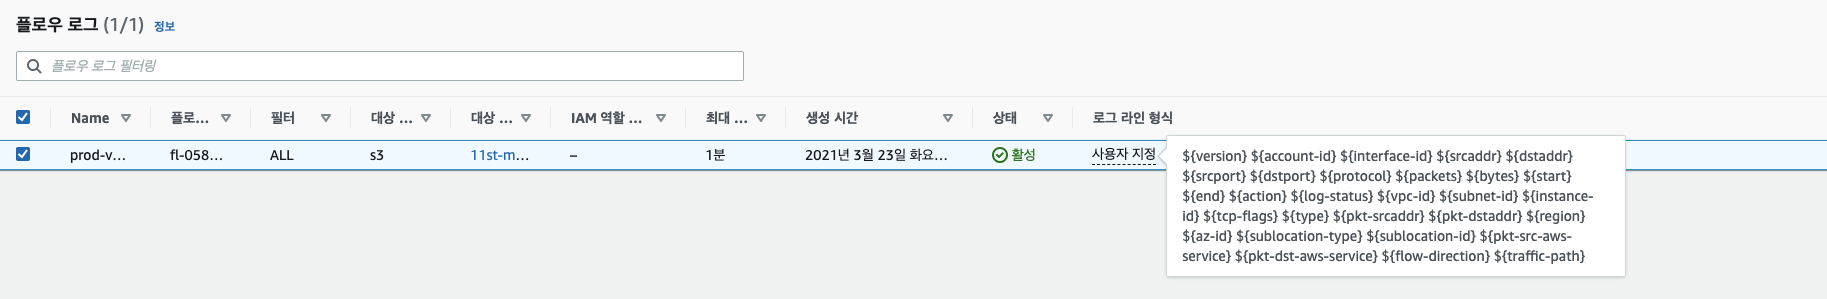 플로우 로그 (1/1) 정보
플로우 로그 필터링
Name 플로... 필터 대상 ... 대상 ... IAM 역할 ... 최대 ... 생성 시간 상태 로그 라인 형식
prod-v... fl-058... ALL s3 11st-m... – 1분 2021년 3월 23일 화요... 활성 사용자 지정
${version} ${account-id} ${interface-id} ${srcaddr} ${dstaddr}
${srcport} ${dstport} ${protocol} ${packets} ${bytes} ${start}
${end} ${action} ${log-status} ${vpc-id} ${subnet-id} ${instance-
id} ${tcp-flags} ${type} ${pkt-srcaddr} ${pkt-dstaddr} ${region}
${az-id} ${sublocation-type} ${sublocation-id} ${pkt-src-aws-
service} ${pkt-dst-aws-service} ${flow-direction} ${traffic-path}